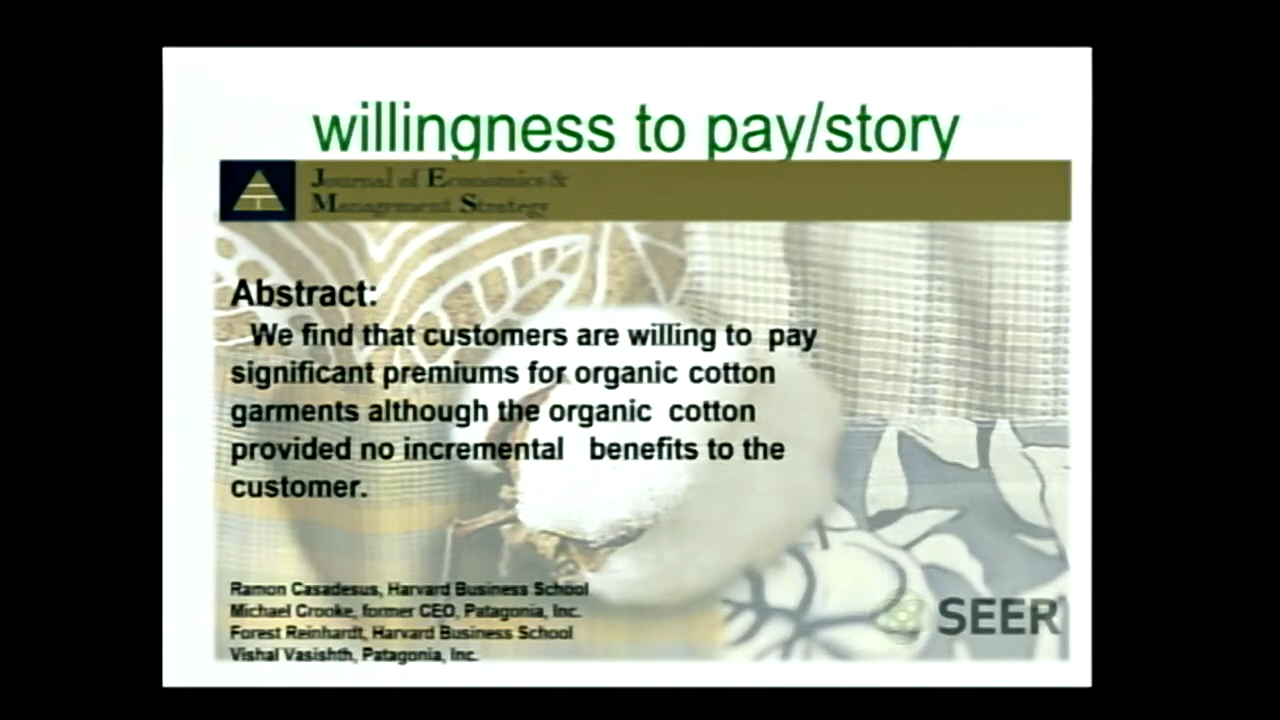 willingness to pay/story
Journal of Economics &
Management Strategy
Abstract:
We find that customers are willing to pay
significant premiums for organic cotton
garments although the organic cotton
provided no incremental benefits to the
customer.
Ramon Casadesus, Harvard Business School
Michael Crooke, former CEO, Patagonia, Inc.
Forest Reinhardt, Harvard Business School
Vishal Vasishth, Patagonia, Inc.
SEER